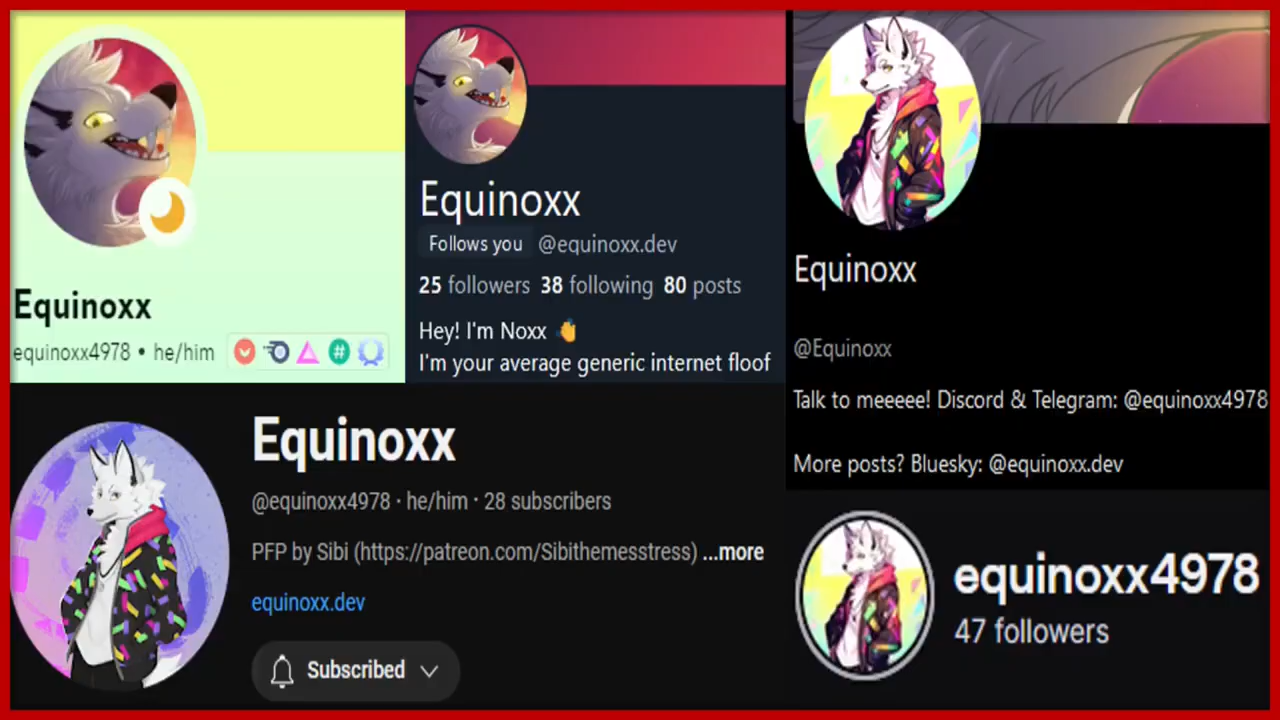 Equinoxx
equinoxx4978 • he/him
#
Equinoxx
Follows you @equinoxx.dev
25 followers 38 following 80 posts
Hey! I'm Noxx 👋
I'm your average generic internet floof
Equinoxx
@Equinoxx
Talk to meeeee! Discord & Telegram: @equinoxx4978
More posts? Bluesky: @equinoxx.dev
Equinoxx
@equinoxx4978 · he/him · 28 subscribers
PFP by Sibi (https://patreon.com/Sibithemesstress) ...more
equinoxx.dev
Subscribed
equinoxx4978
47 followers